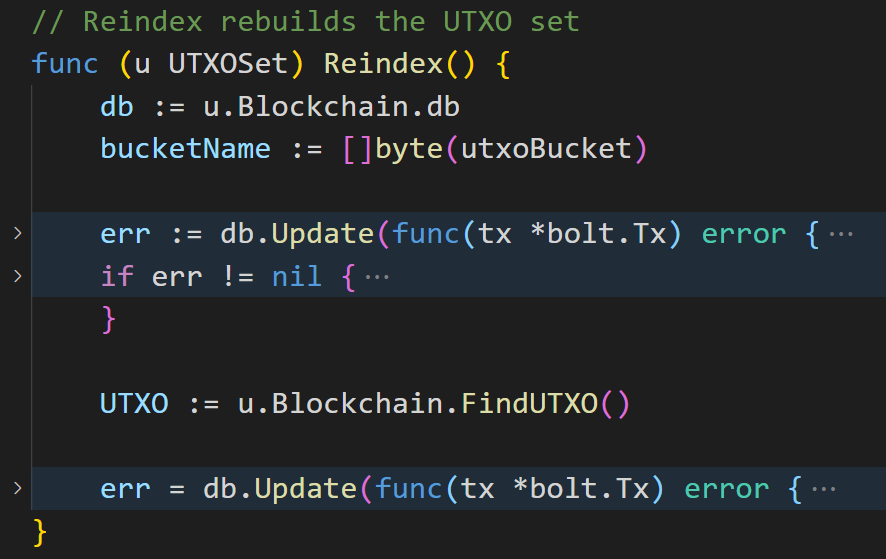 // Reindex rebuilds the UTXO set
func (u UTXOSet) Reindex() {
    db := u.Blockchain.db
    bucketName := []byte(utxoBucket)
    err := db.Update(func(tx *bolt.Tx) error {···
    if err != nil {···
    }
    UTXO := u.Blockchain.FindUTXO()
    err = db.Update(func(tx *bolt.Tx) error {···
}